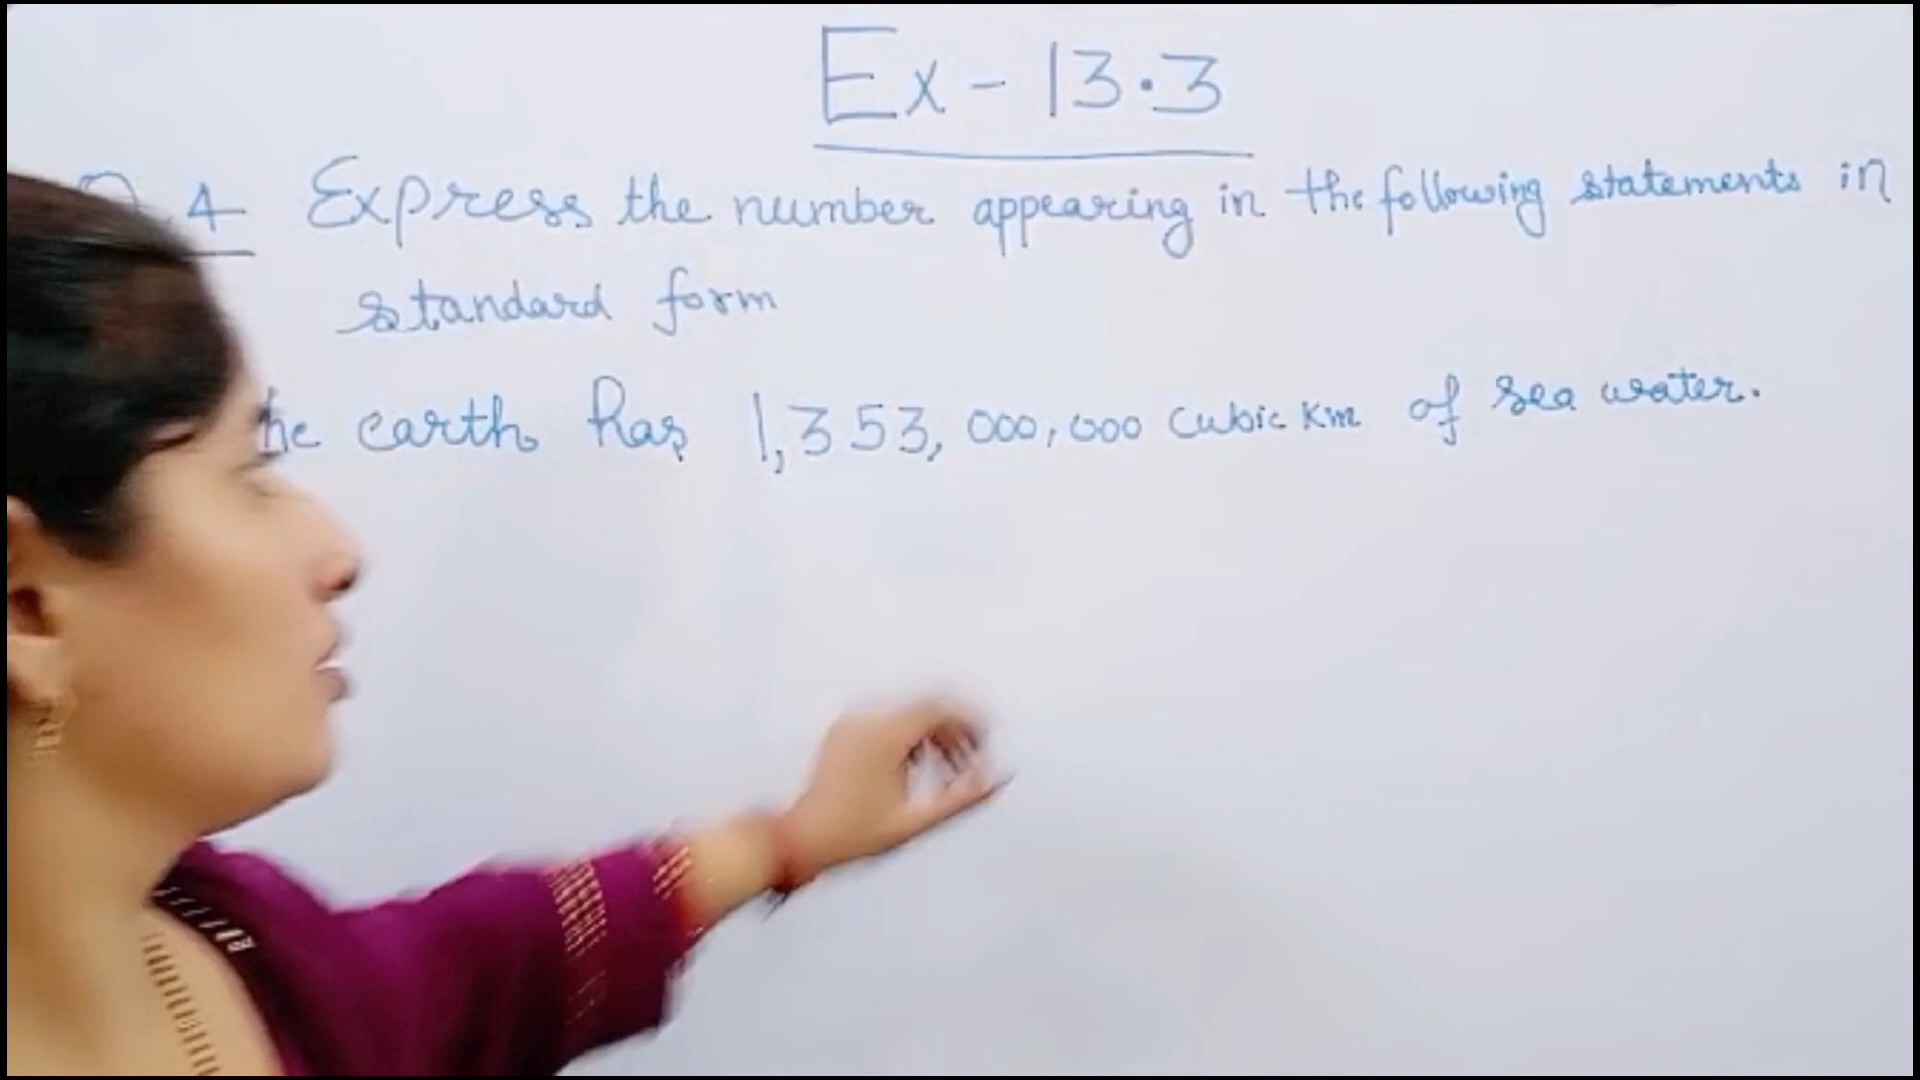 Ex - 13.3
4 Express the number appearing in the following statements in
standard form
he earth has 1,353,000,000 cubic km of sea water.